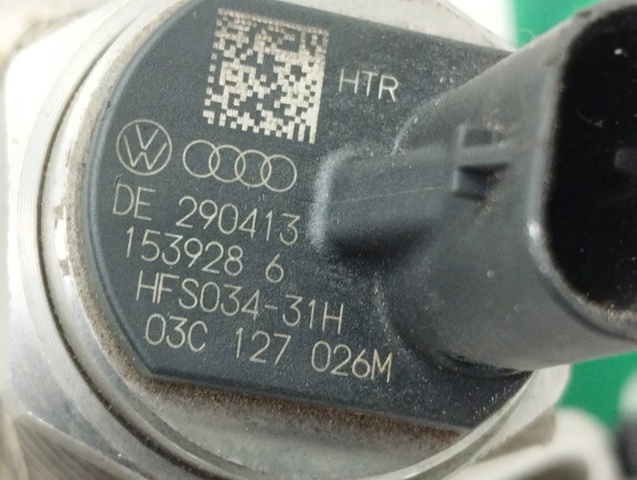 HTR
DE 290413
153928 6
HFS034-31H
03C 127 026M